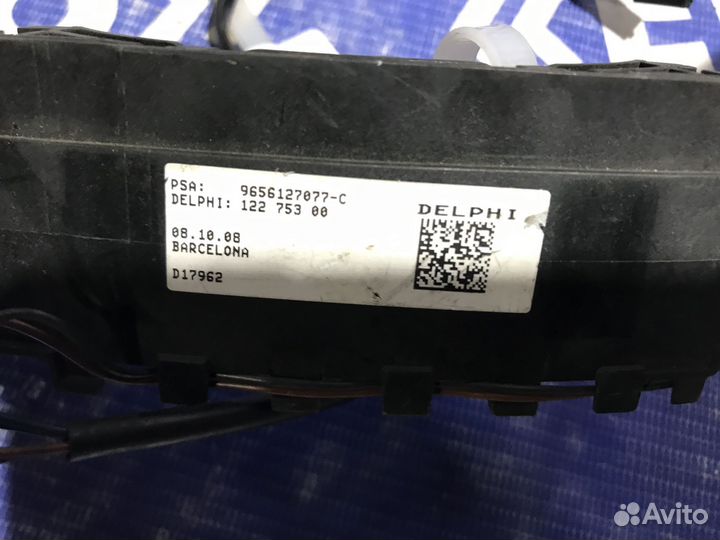 PSA: 9656127077-C
DELPHI: 122 753 00
08.10.08
BARCELONA
D17962
DELPHI
Avito